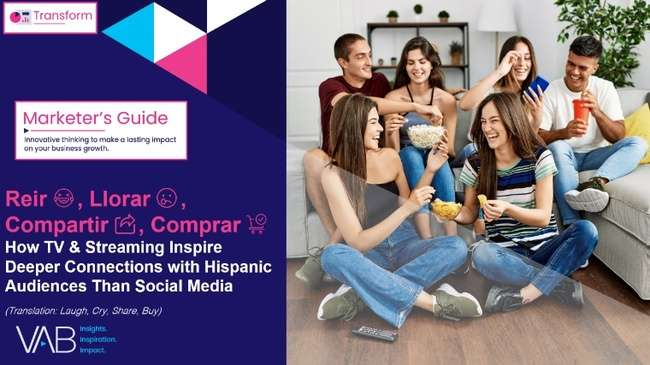 Transform
Marketer's Guide
Innovative thinking to make a lasting impact
on your business growth.
Reir, Llorar,
Compartir, Comprar
How TV & Streaming Inspire
Deeper Connections with Hispanic
Audiences Than Social Media
(Translation: Laugh, Cry, Share, Buy)
VAB
Insights.
Inspiration.
Impact.